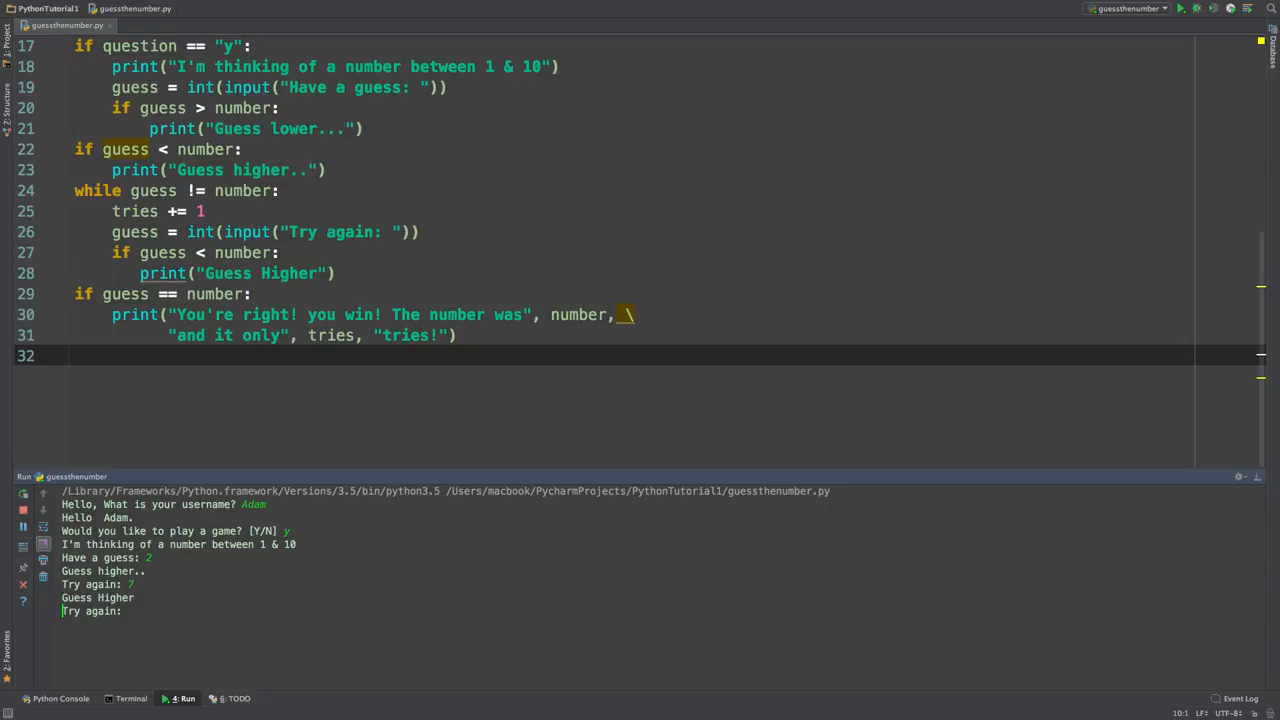 PythonTutorial1 guessthenumber.py guessthenumber
guessthenumber.py
1: Project
Z: Structure
Database
17 if question == "y":
18 print("I'm thinking of a number between 1 & 10")
19 guess = int(input("Have a guess: "))
20 if guess > number:
21 print("Guess lower...")
22 if guess < number:
23 print("Guess higher..")
24 while guess != number:
25 tries += 1
26 guess = int(input("Try again: "))
27 if guess < number:
28 print("Guess Higher")
29 if guess == number:
30 print("You're right! you win! The number was", number, \
31 "and it only", tries, "tries!")
32
Run guessthenumber
/Library/Frameworks/Python.framework/Versions/3.5/bin/python3.5 /Users/macbook/PycharmProjects/PythonTutorial1/guessthenumber.py
Hello, What is your username? Adam
Hello  Adam.
Would you like to play a game? [Y/N] y
I'm thinking of a number between 1 & 10
Have a guess: 2
Guess higher..
Try again: 7
Guess Higher
Try again:
2: Favorites
Python Console Terminal 4: Run 6: TODO Event Log
10:1 LF÷ UTF-8÷